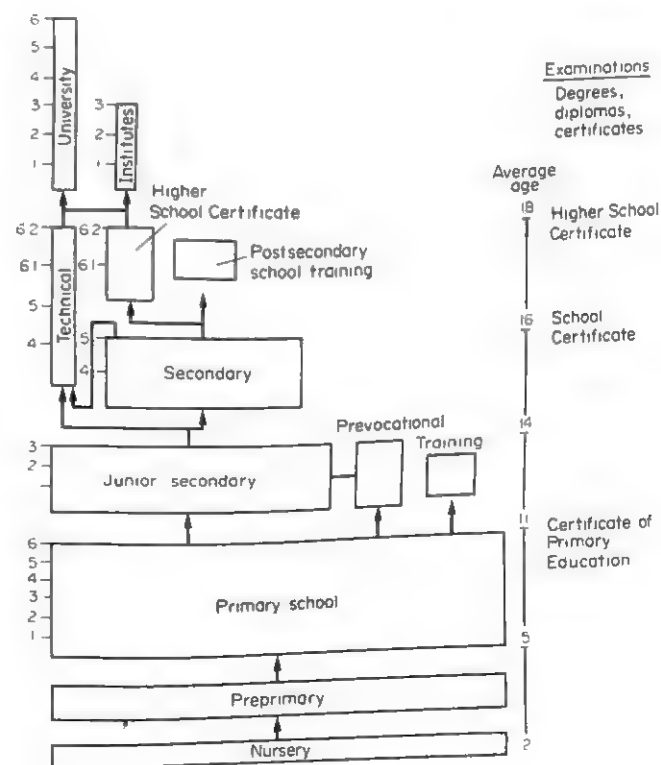 6
5
4
3
2
1
University
3
2
1
Institutes
Examinations
Degrees,
diplomas,
certificates
Average
age
18
Higher School
Certificate
Higher
School Certificate
62
61
5
4
Technical
62
61
Postsecondary
school training
16
School
Certificate
5
4
Secondary
14
3
2
Junior secondary
Prevocational
Training
11
Certificate of
Primary
Education
6
5
4
3
2
1
Primary school
5
Preprimary
Nursery
2